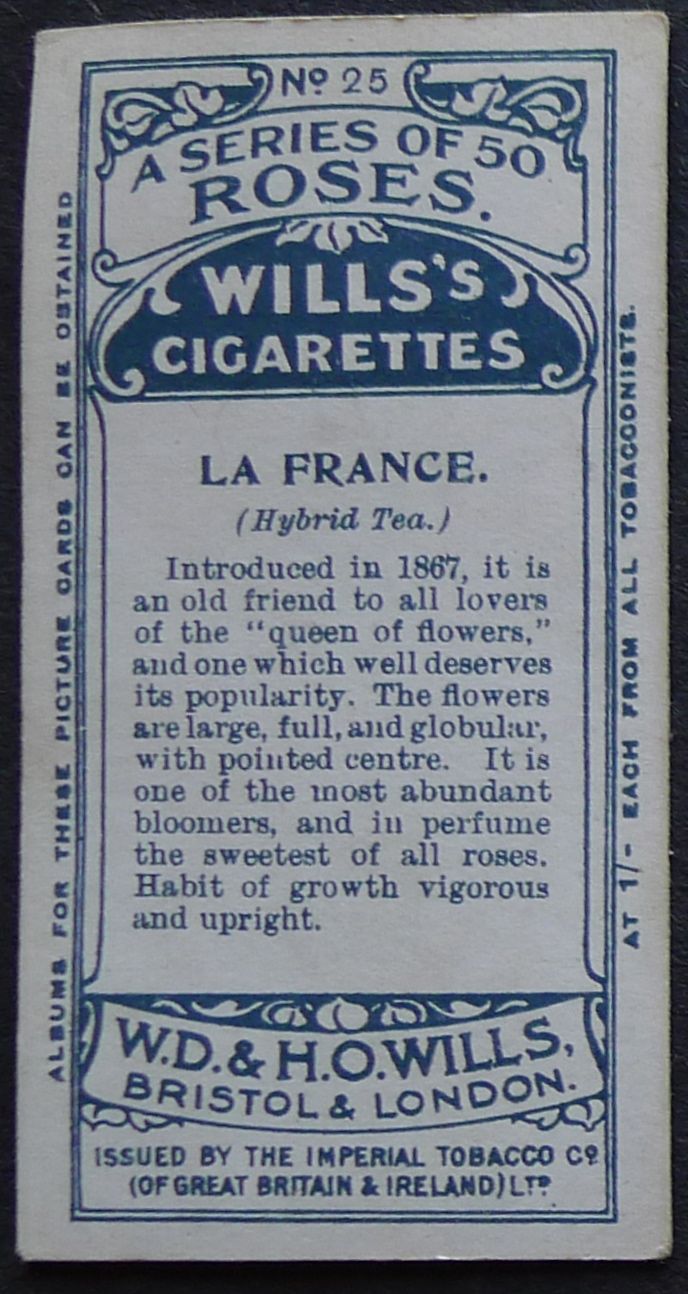 No 25
A SERIES OF 50
ROSES.
WILLS'S
CIGARETTES
LA FRANCE.
(Hybrid Tea.)
Introduced in 1867, it is
an old friend to all lovers
of the "queen of flowers,"
and one which well deserves
its popularity. The flowers
are large, full, and globular,
with pointed centre. It is
one of the most abundant
bloomers, and in perfume
the sweetest of all roses.
Habit of growth vigorous
and upright.
W.D. & H.O. WILLS,
BRISTOL & LONDON.
ISSUED BY THE IMPERIAL TOBACCO Co
(OF GREAT BRITAIN & IRELAND) LTD
ALBUMS FOR THESE PICTURE CARDS CAN BE OBTAINED
AT 1/- EACH FROM ALL TOBACCONISTS.